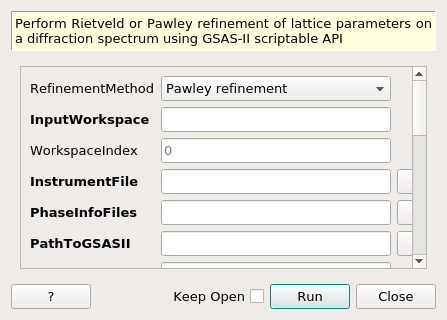 Perform Rietveld or Pawley refinement of lattice parameters on
a diffraction spectrum using GSAS-II scriptable API
RefinementMethod Pawley refinement
InputWorkspace
WorkspaceIndex 0
InstrumentFile
PhaseInfoFiles
PathToGSASII
? Keep Open Run Close